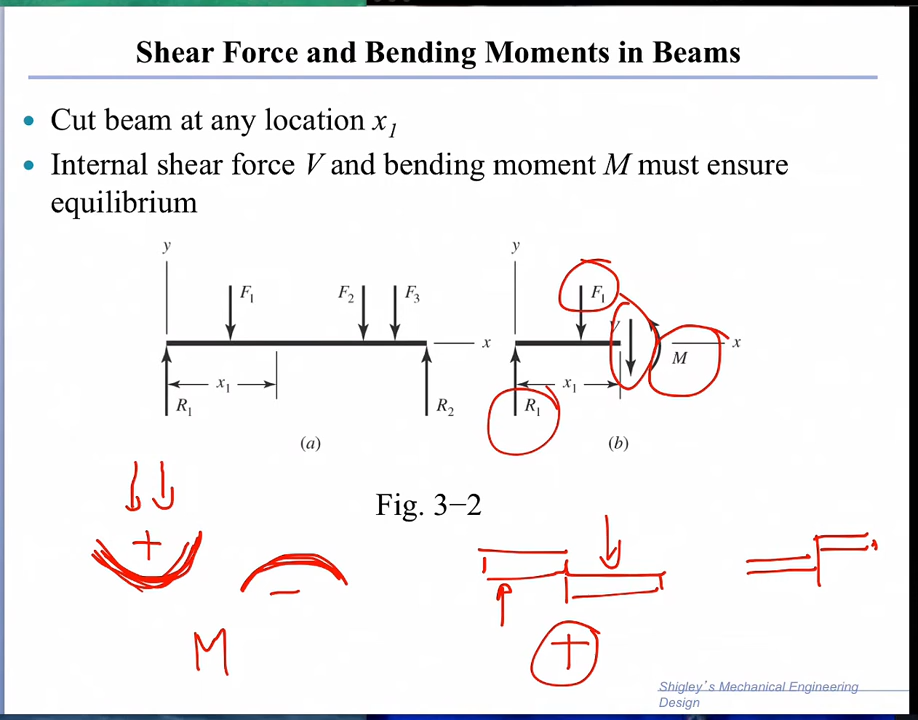 Shear Force and Bending Moments in Beams
• Cut beam at any location x₁
• Internal shear force V and bending moment M must ensure
equilibrium
y
y
F₁
F₂
F₃
F₁
V
x
M
x
x₁
x₁
R₁
R₂
R₁
(a)
(b)
Fig. 3−2
+
−
M
+
Shigley's Mechanical Engineering
Design